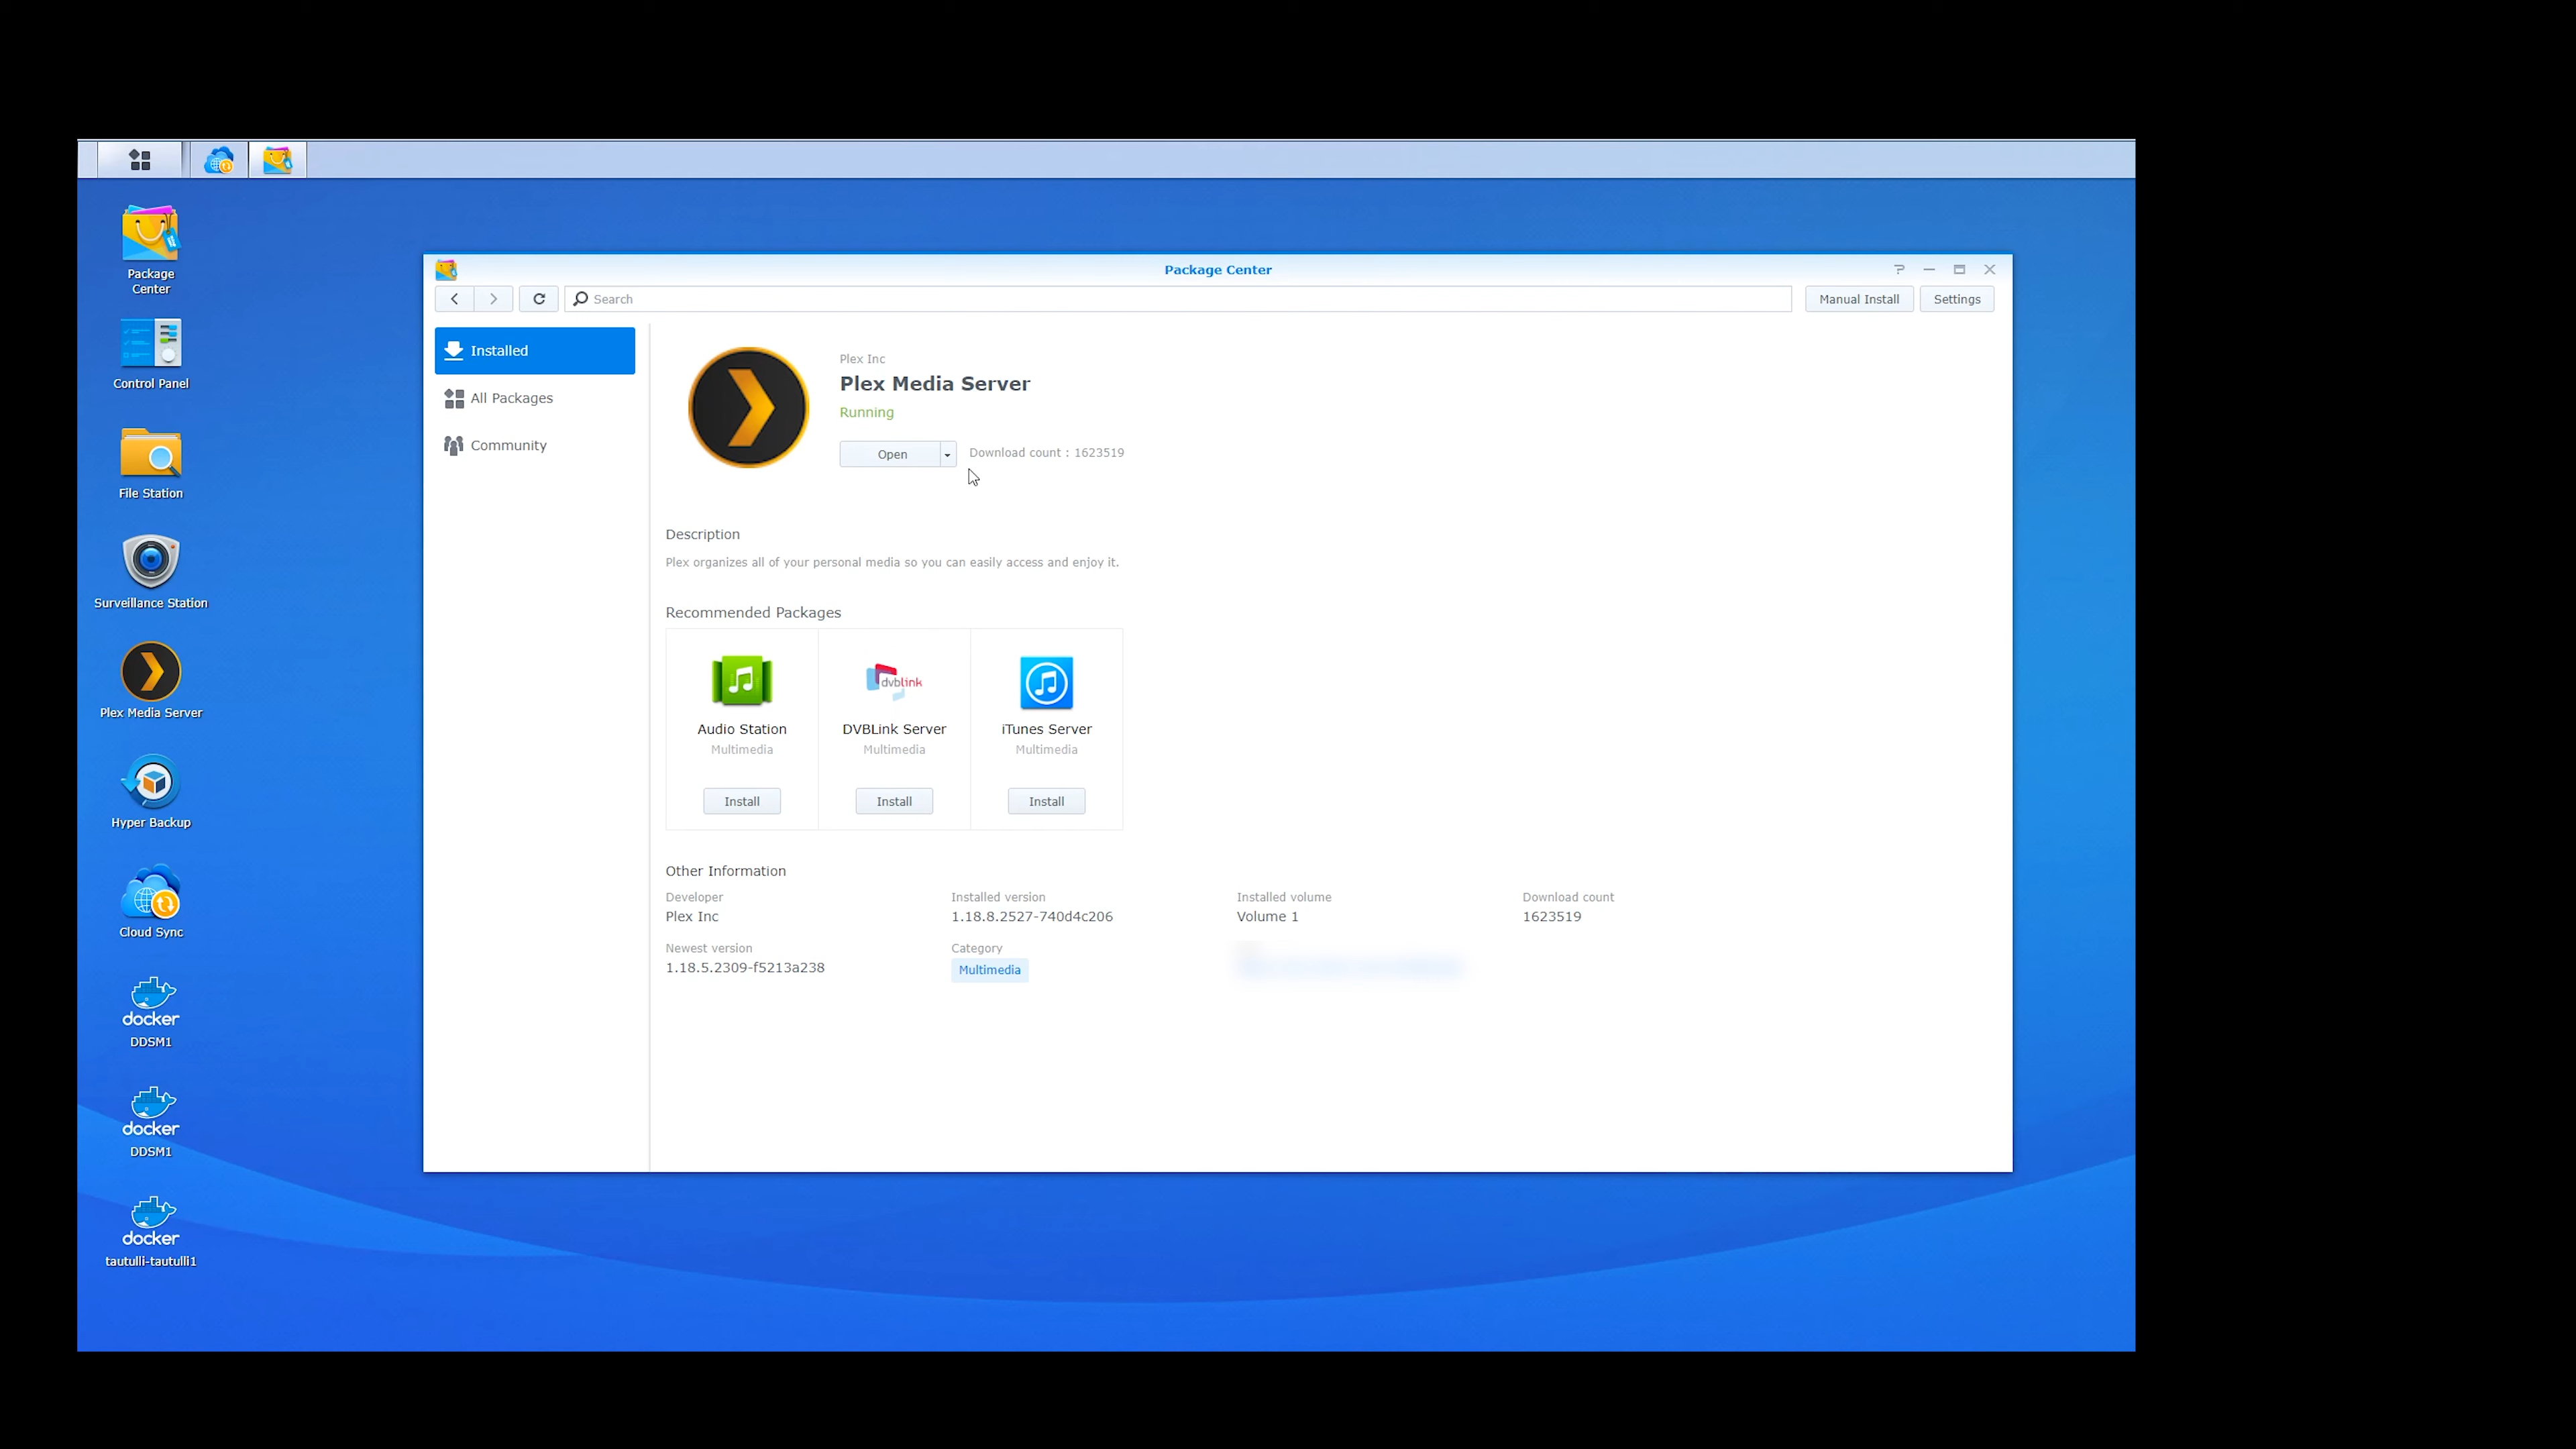 Package
Center
Control Panel
File Station
Surveillance Station
Plex Media Server
Hyper Backup
Cloud Sync
docker
DDSM1
docker
DDSM1
docker
tautulli-tautulli1
Package Center
Search
Manual Install
Settings
Installed
All Packages
Community
Plex Inc
Plex Media Server
Running
Open
Download count : 1623519
Description
Plex organizes all of your personal media so you can easily access and enjoy it.
Recommended Packages
dvblink
Audio Station
Multimedia
Install
DVBLink Server
Multimedia
Install
iTunes Server
Multimedia
Install
Other Information
Developer
Plex Inc
Installed version
1.18.8.2527-740d4c206
Installed volume
Volume 1
Download count
1623519
Newest version
1.18.5.2309-f5213a238
Category
Multimedia